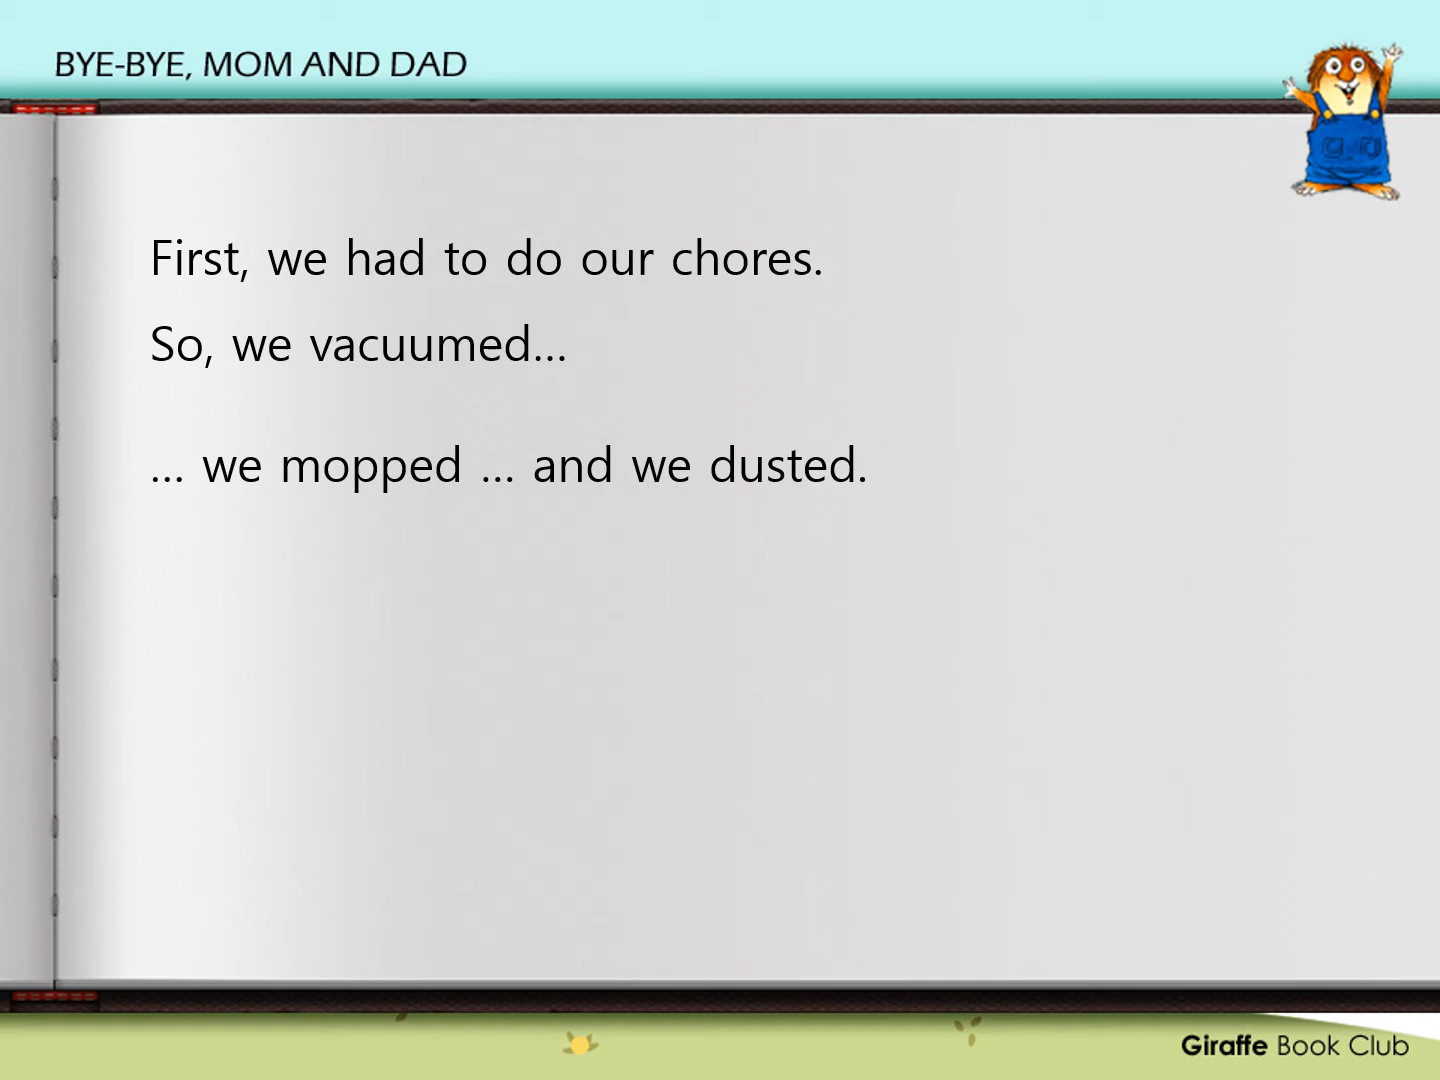 BYE-BYE, MOM AND DAD
First, we had to do our chores.
So, we vacuumed...
... we mopped ... and we dusted.
Giraffe Book Club